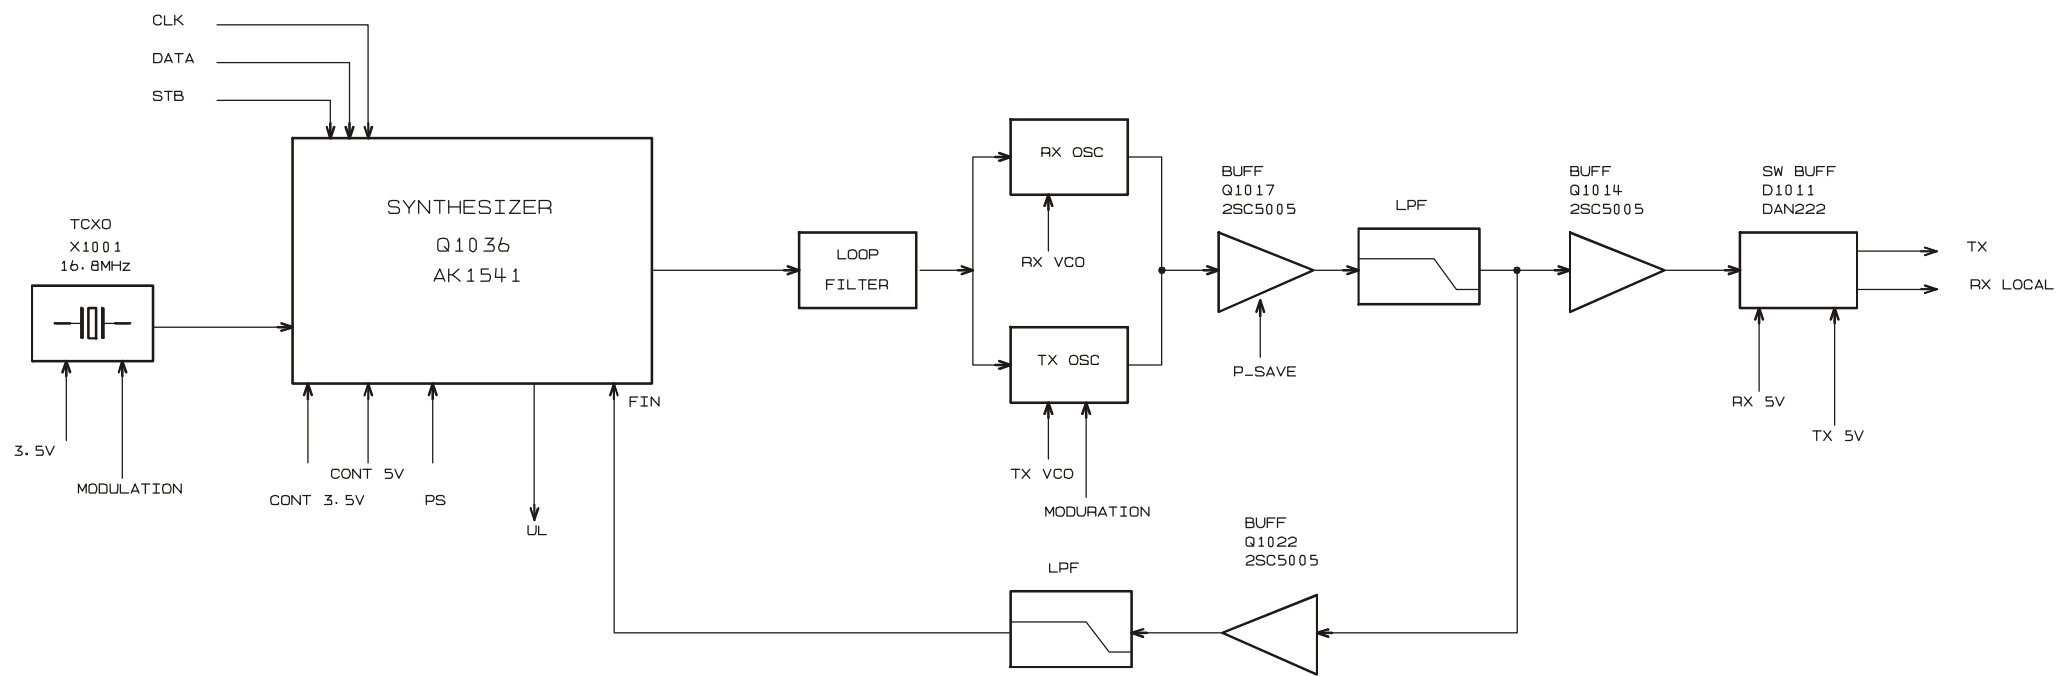 CLK
DATA
STB
TCXO
X1001
16.8MHz
3.5V
MODULATION
SYNTHESIZER
Q1036
AK1541
CONT 5V
CONT 3.5V
PS
UL
FIN
LOOP
FILTER
RX OSC
RX VCO
TX OSC
TX VCO
MODURATION
BUFF
Q1017
2SC5005
P_SAVE
LPF
BUFF
Q1014
2SC5005
SW BUFF
D1011
DAN222
TX
RX LOCAL
RX 5V
TX 5V
BUFF
Q1022
2SC5005
LPF